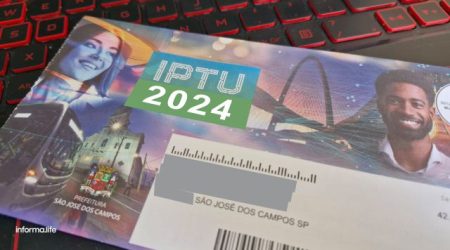 IPTU
2024
PREFEITURA
SÃO JOSÉ DOS CAMPOS
SÃO JOSÉ DOS CAMPOS SP
42.
informa.life